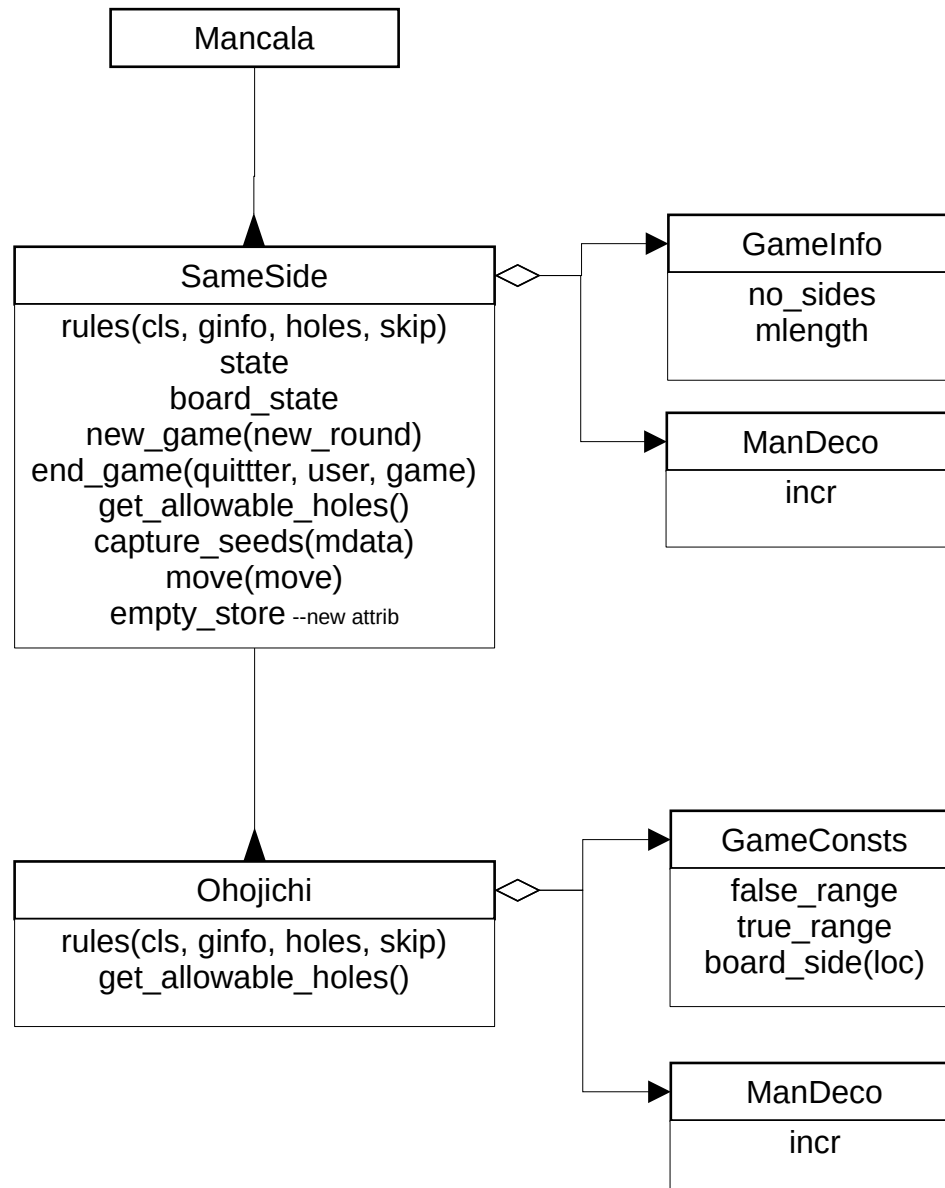 Mancala
SameSide
rules(cls, ginfo, holes, skip)
state
board_state
new_game(new_round)
end_game(quittter, user, game)
get_allowable_holes()
capture_seeds(mdata)
move(move)
empty_store --new attrib
GameInfo
no_sides
mlength
ManDeco
incr
Ohojichi
rules(cls, ginfo, holes, skip)
get_allowable_holes()
GameConsts
false_range
true_range
board_side(loc)
ManDeco
incr